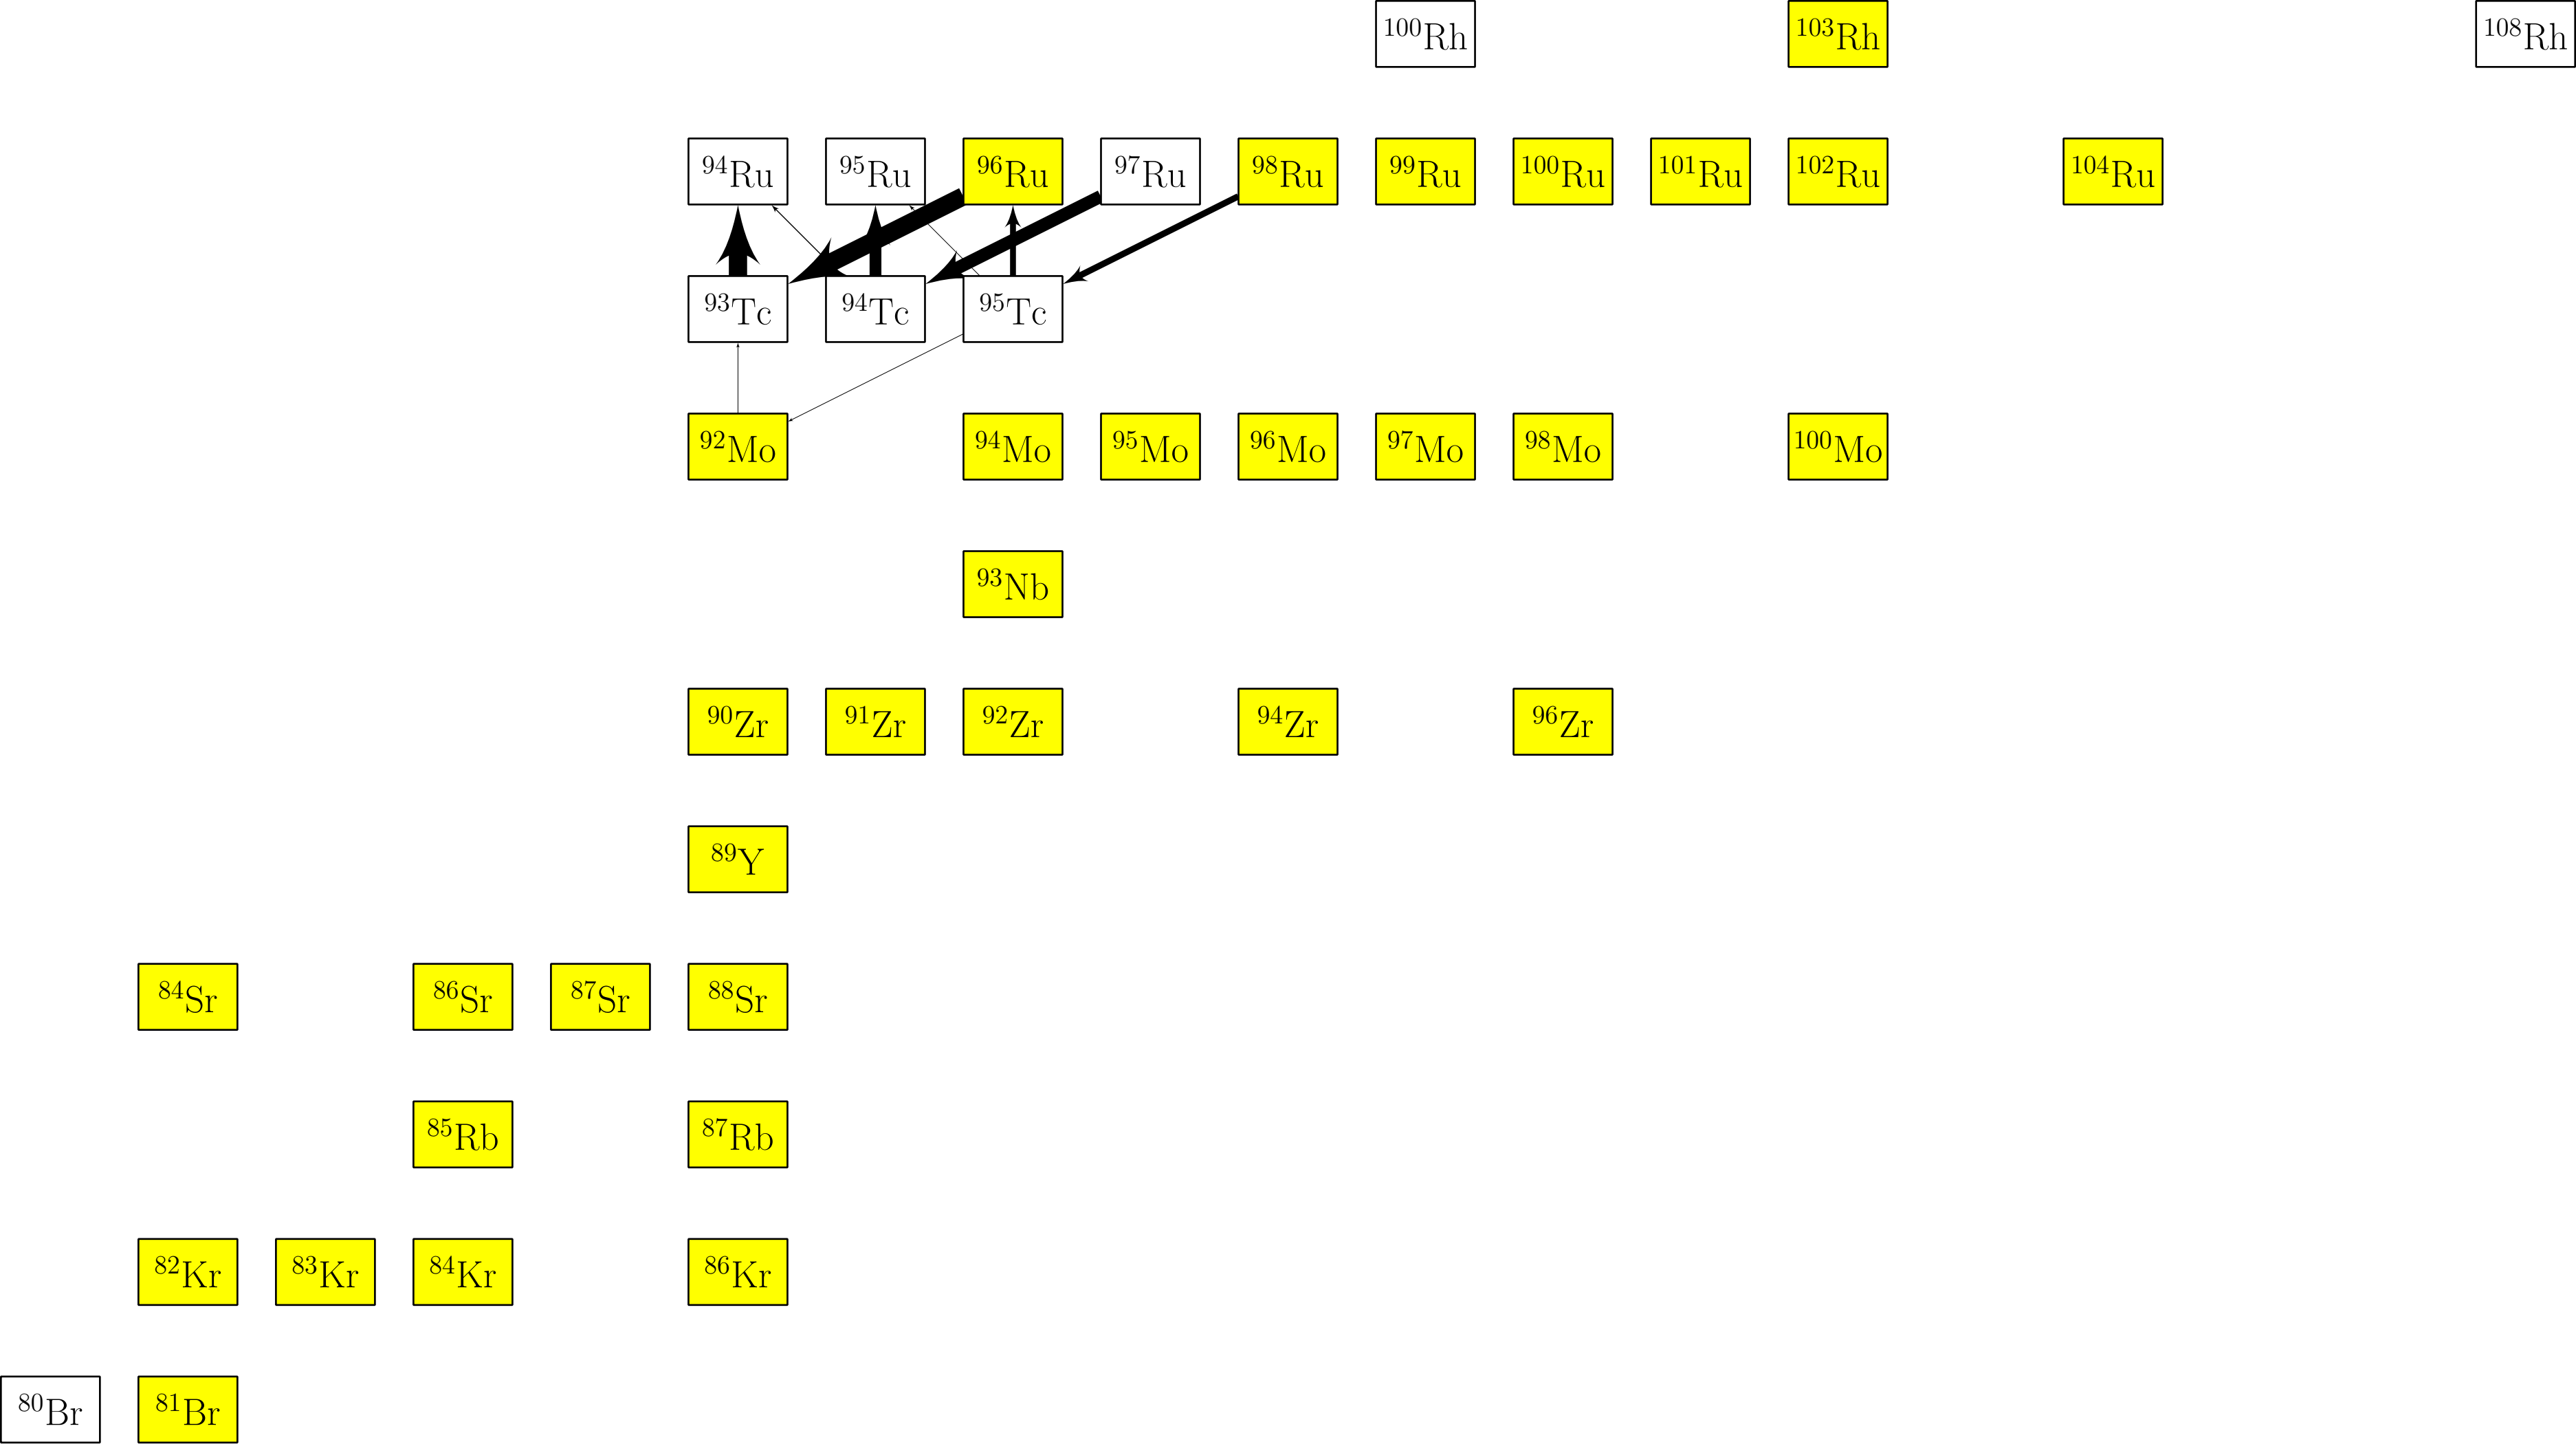 ¹⁰⁰Rh ¹⁰³Rh ¹⁰⁸Rh
⁹⁴Ru ⁹⁵Ru ⁹⁶Ru ⁹⁷Ru ⁹⁸Ru ⁹⁹Ru ¹⁰⁰Ru ¹⁰¹Ru ¹⁰²Ru ¹⁰⁴Ru
⁹³Tc ⁹⁴Tc ⁹⁵Tc
⁹²Mo ⁹⁴Mo ⁹⁵Mo ⁹⁶Mo ⁹⁷Mo ⁹⁸Mo ¹⁰⁰Mo
⁹³Nb
⁹⁰Zr ⁹¹Zr ⁹²Zr ⁹⁴Zr ⁹⁶Zr
⁸⁹Y
⁸⁴Sr ⁸⁶Sr ⁸⁷Sr ⁸⁸Sr
⁸⁵Rb ⁸⁷Rb
⁸²Kr ⁸³Kr ⁸⁴Kr ⁸⁶Kr
⁸⁰Br ⁸¹Br